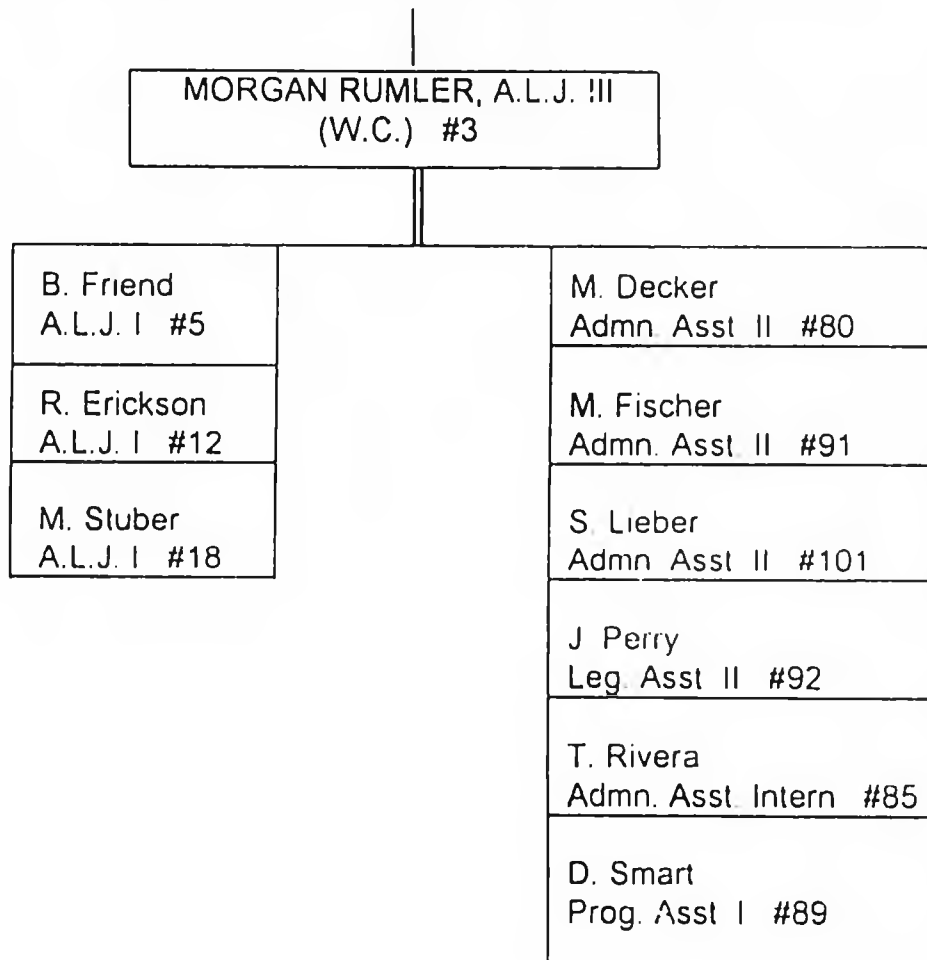 MORGAN RUMLER, A.L.J. III
(W.C.) #3
B. Friend
A.L.J. I #5
R. Erickson
A.L.J. I #12
M. Stuber
A.L.J. I #18
M. Decker
Admn. Asst II #80
M. Fischer
Admn. Asst. II #91
S. Lieber
Admn Asst II #101
J Perry
Leg. Asst II #92
T. Rivera
Admn. Asst. Intern #85
D. Smart
Prog. Asst I #89